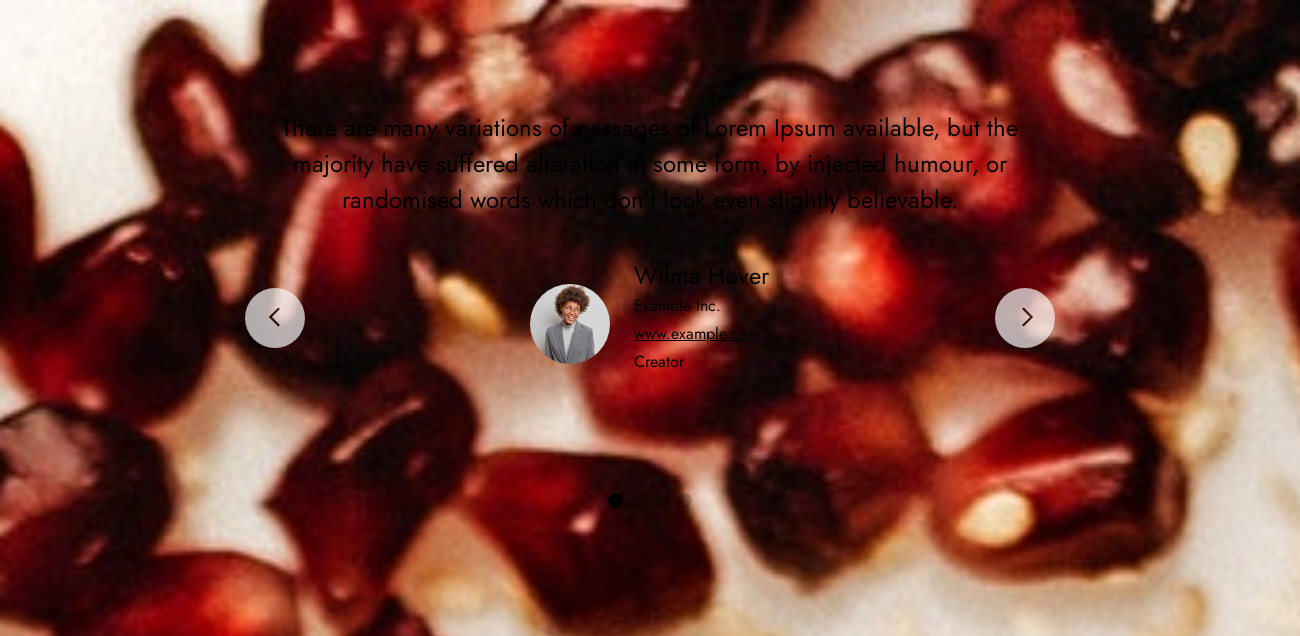 There are many variations of passages of Lorem Ipsum available, but the
majority have suffered alteration in some form, by injected humour, or
randomised words which don't look even slightly believable.
Wilma Hover
Example Inc.
www.example.com
Creator